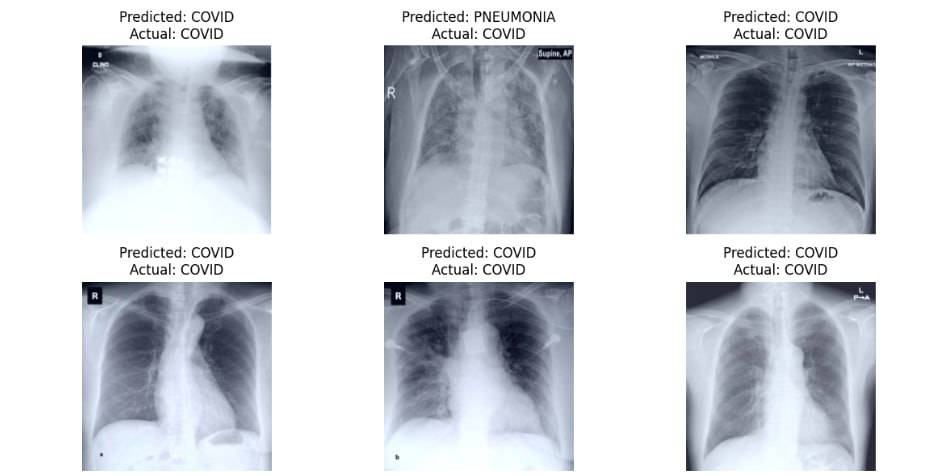 Predicted: COVID
Actual: COVID
Predicted: PNEUMONIA
Actual: COVID
Predicted: COVID
Actual: COVID
CLINO
Supine, AP
R
MOBILE
L
Predicted: COVID
Actual: COVID
Predicted: COVID
Actual: COVID
Predicted: COVID
Actual: COVID
R
a
R
b
L
P→A